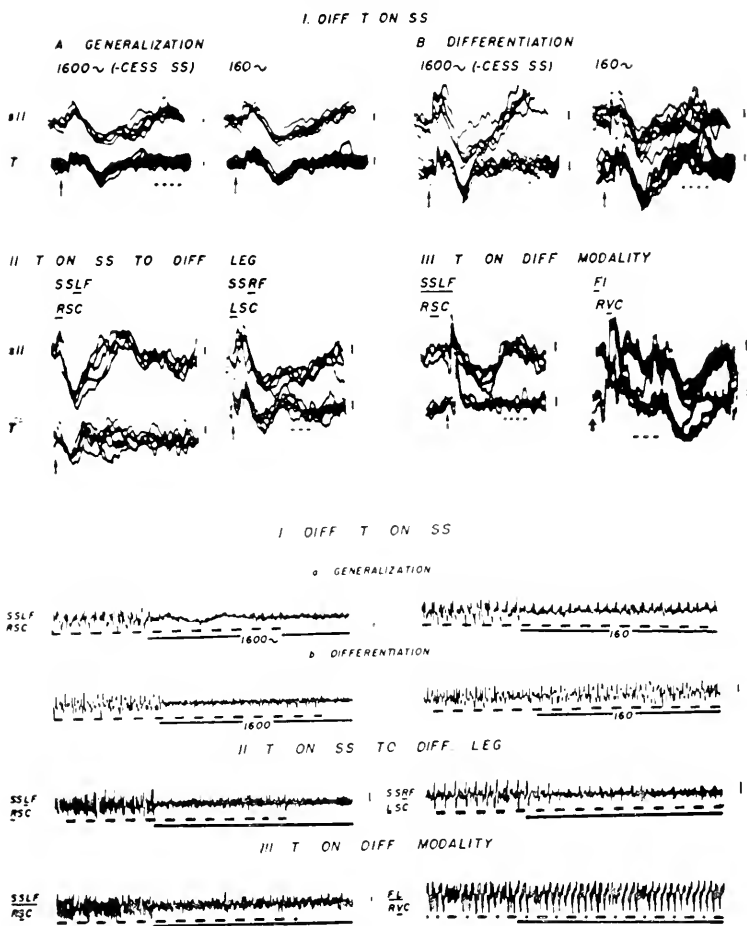 I. DIFF T ON SS
A GENERALIZATION
1600~ (-CESS SS) 160~
B DIFFERENTIATION
1600~ (-CESS SS) 160~
sll
T
II T ON SS TO DIFF LEG
SSLF SSRF
RSC LSC
III T ON DIFF MODALITY
SSLF Fl
RSC RVC
sll
T
I DIFF T ON SS
a GENERALIZATION
SSLF
RSC
1600~ 160
b DIFFERENTIATION
1600 160
II T ON SS TO DIFF. LEG
SSLF SSRF
RSC LSC
III T ON DIFF MODALITY
SSLF FL
RSC RVC